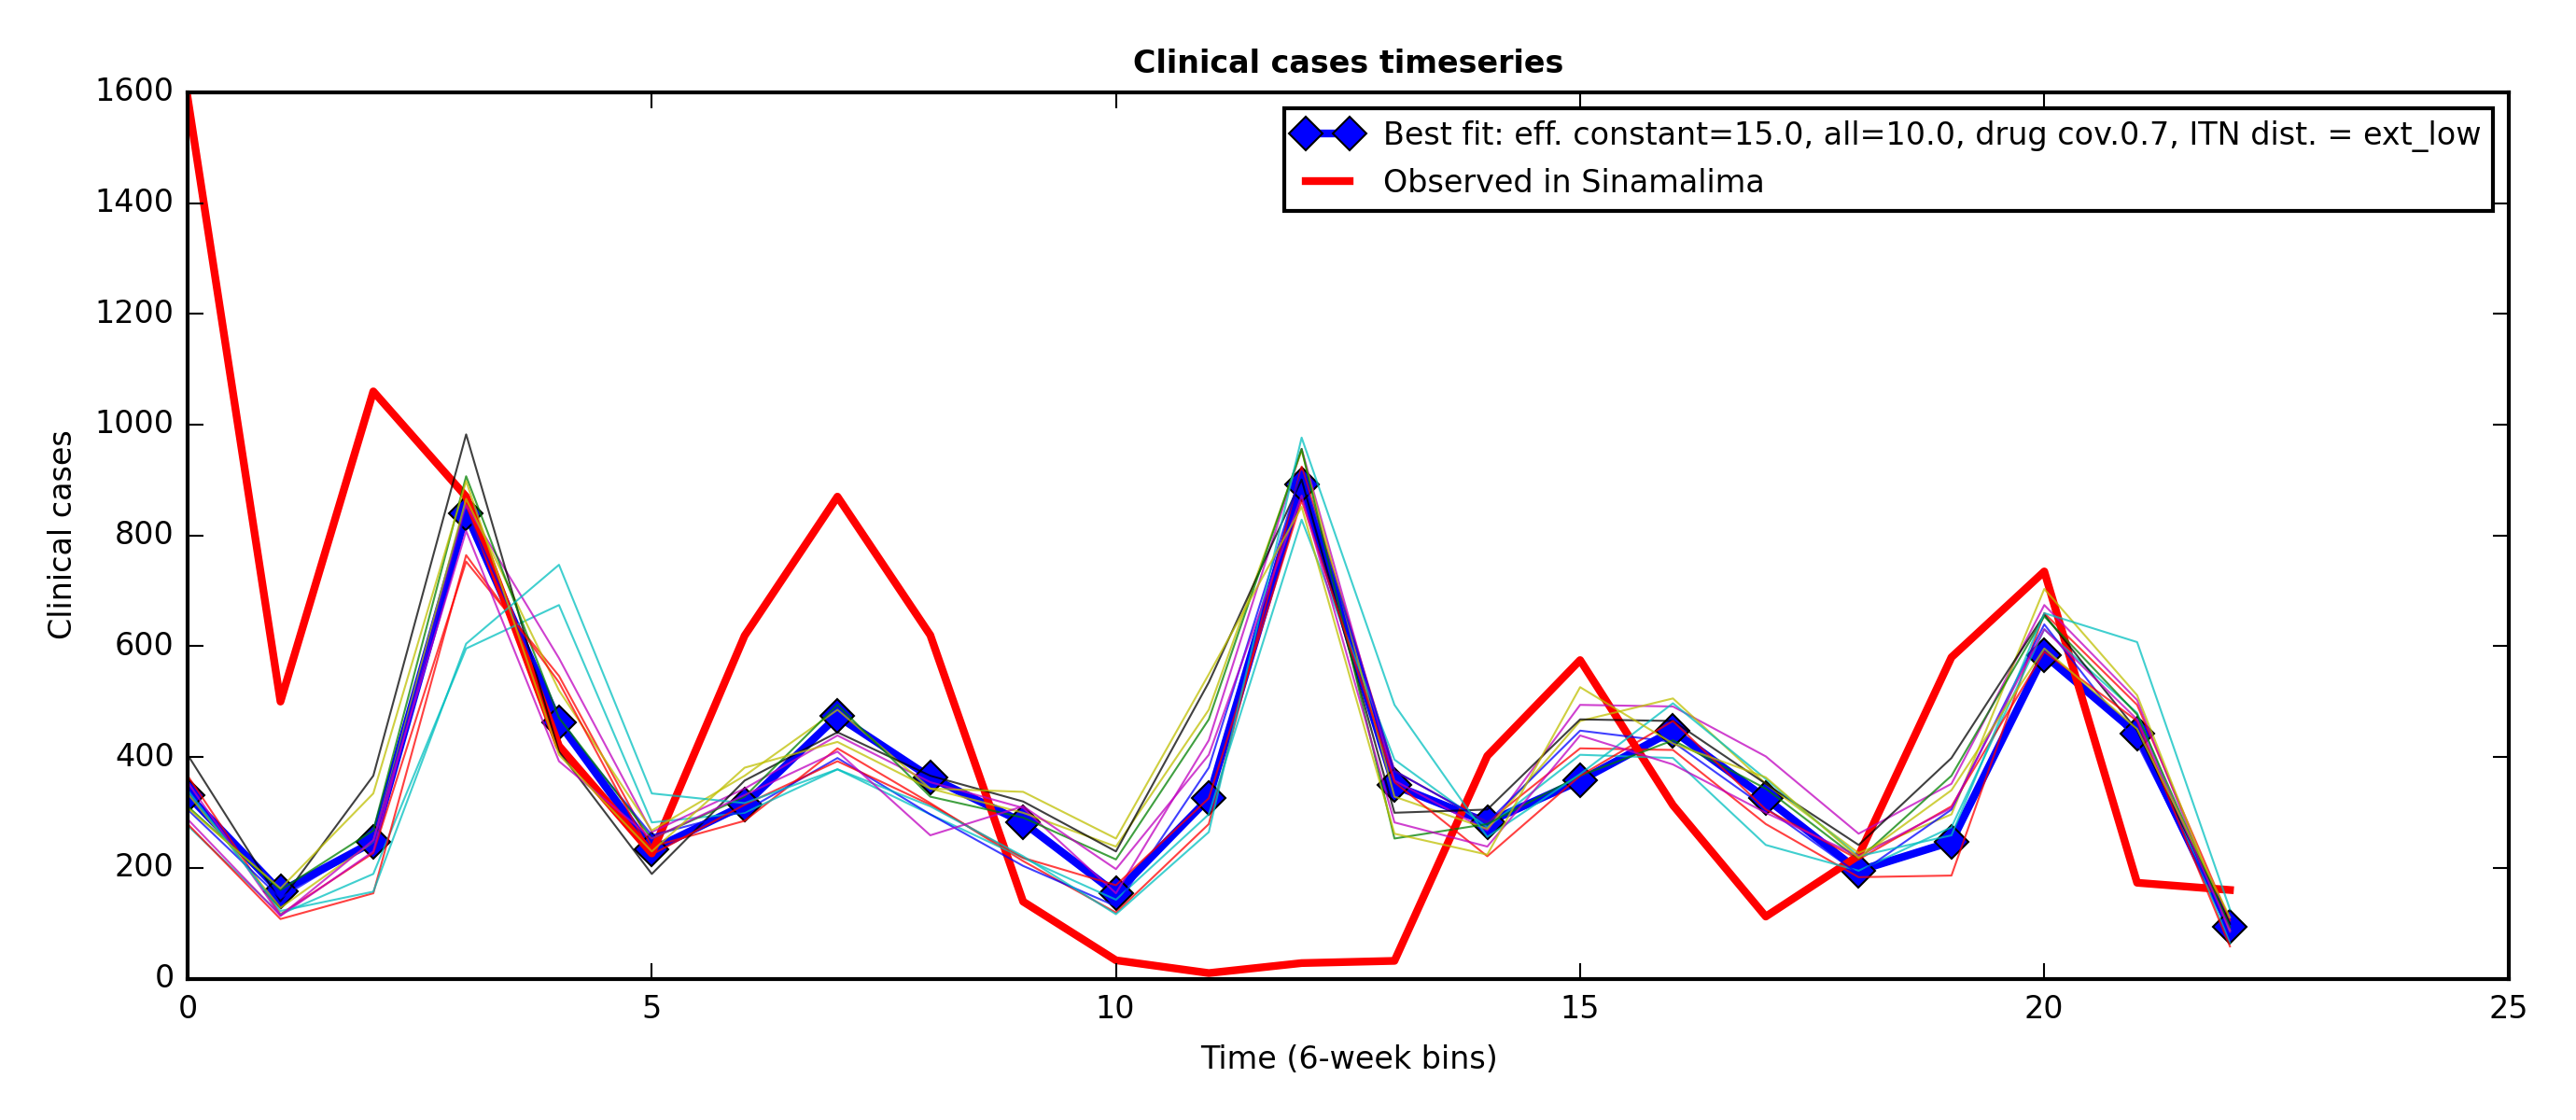 Clinical cases timeseries
1600
1400
1200
1000
800
600
400
200
0
Clinical cases
Best fit: eff. constant=15.0, all=10.0, drug cov.0.7, ITN dist. = ext_low
Observed in Sinamalima
0 5 10 15 20 25
Time (6-week bins)